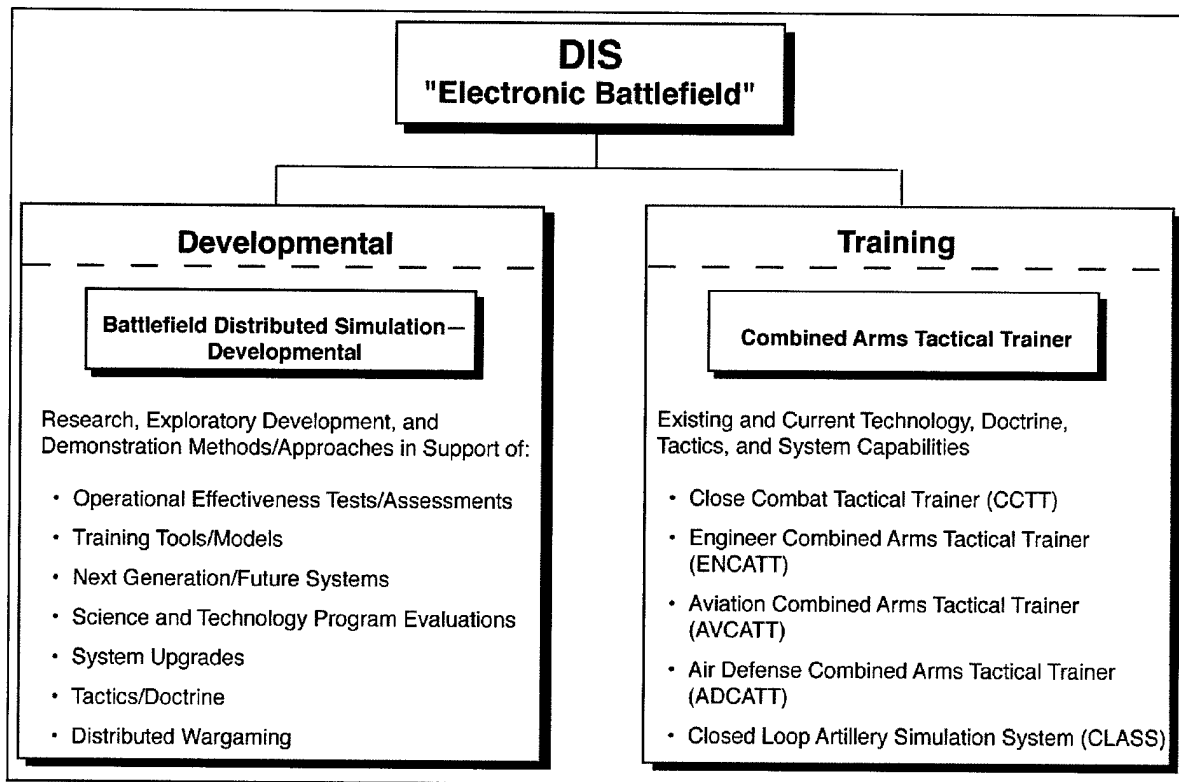 DIS
"Electronic Battlefield"
Developmental
Battlefield Distributed Simulation—
Developmental
Research, Exploratory Development, and
Demonstration Methods/Approaches in Support of:
• Operational Effectiveness Tests/Assessments
• Training Tools/Models
• Next Generation/Future Systems
• Science and Technology Program Evaluations
• System Upgrades
• Tactics/Doctrine
• Distributed Wargaming
Training
Combined Arms Tactical Trainer
Existing and Current Technology, Doctrine,
Tactics, and System Capabilities
• Close Combat Tactical Trainer (CCTT)
• Engineer Combined Arms Tactical Trainer
(ENCATT)
• Aviation Combined Arms Tactical Trainer
(AVCATT)
• Air Defense Combined Arms Tactical Trainer
(ADCATT)
• Closed Loop Artillery Simulation System (CLASS)